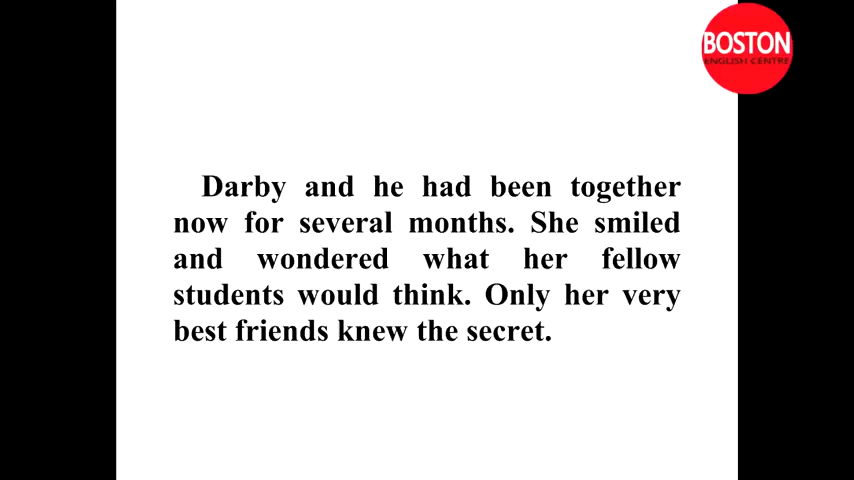 BOSTON
ENGLISH CENTRE
Darby and he had been together
now for several months. She smiled
and wondered what her fellow
students would think. Only her very
best friends knew the secret.